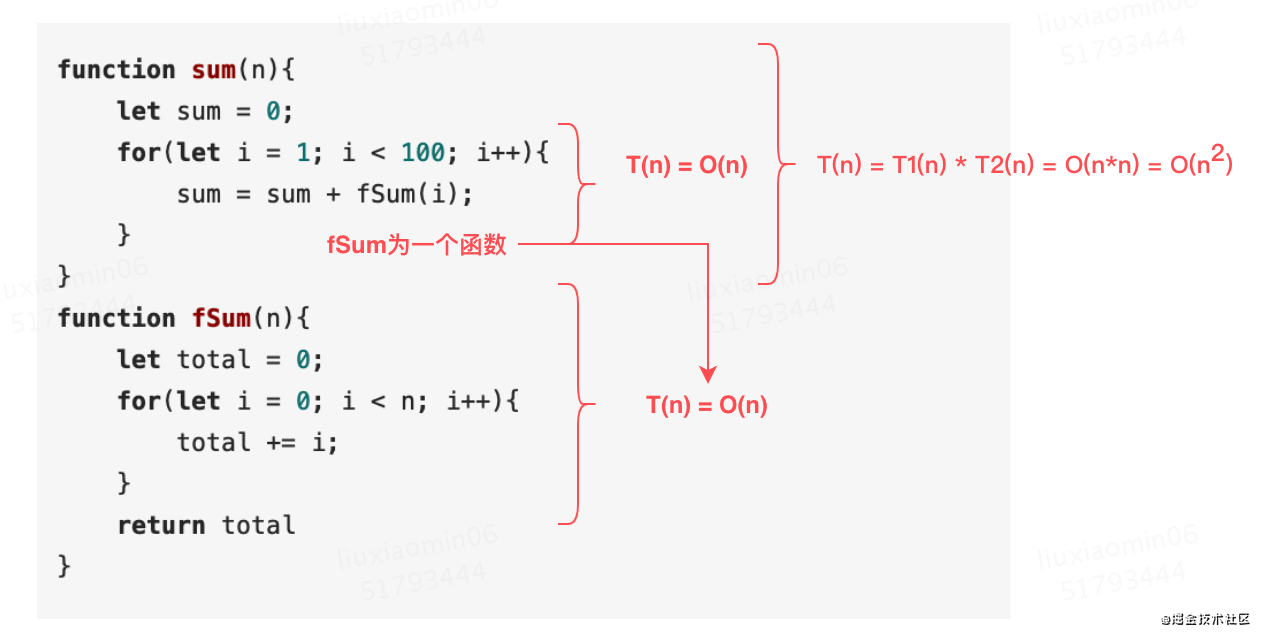 liuxiaomin06
51793444
liuxiaomin06
51793444
function sum(n){
let sum = 0;
for(let i = 1; i < 100; i++){
T(n) = O(n)
T(n) = T1(n) * T2(n) = O(n*n) = O(n²)
sum = sum + fSum(i);
}
fSum为一个函数
}
liuxiaomin06
51793444
liuxiaomin06
51793444
function fSum(n){
let total = 0;
for(let i = 0; i < n; i++){
T(n) = O(n)
total += i;
}
return total
}
liuxiaomin06
51793444
liuxiaomin06
51793444
@掘金技术社区